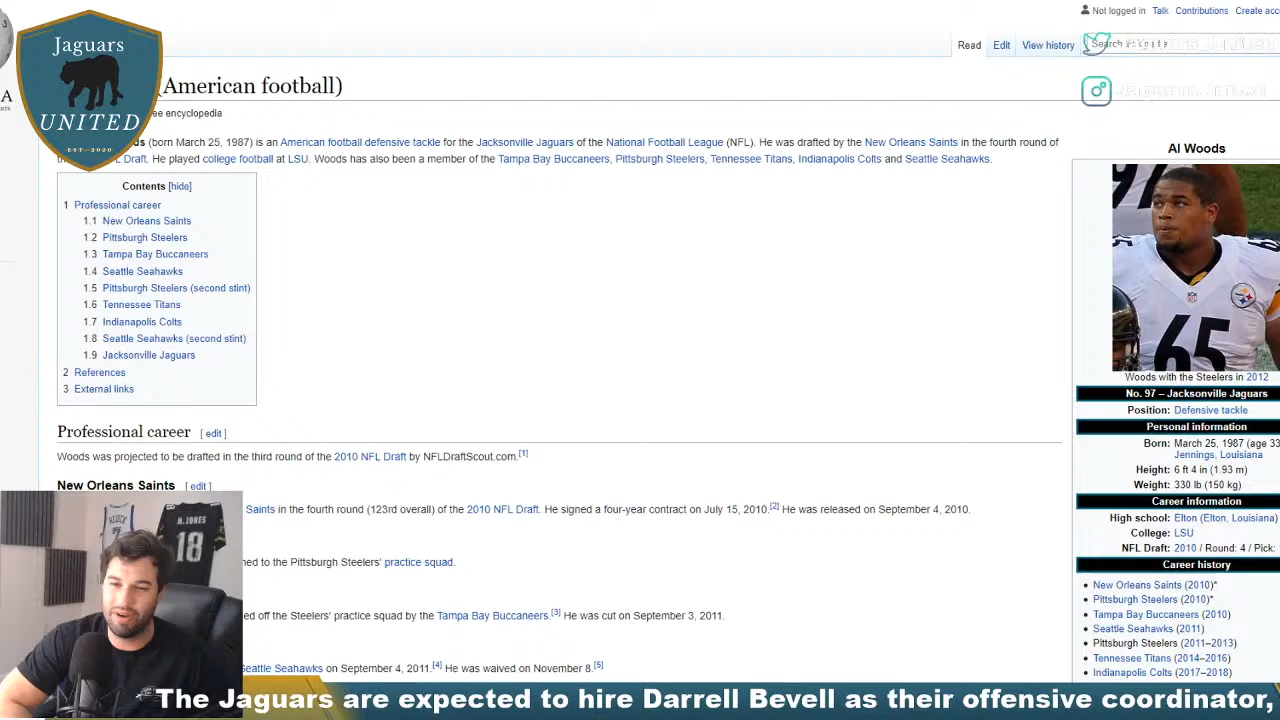 Not logged in Talk Contributions Create acc
Jaguars
UNITED
EST 2020
Read Edit View history
A
(American football)
ee encyclopedia
ds (born March 25, 1987) is an American football defensive tackle for the Jacksonville Jaguars of the National Football League (NFL). He was drafted by the New Orleans Saints in the fourth round of
L Draft. He played college football at LSU. Woods has also been a member of the Tampa Bay Buccaneers, Pittsburgh Steelers, Tennessee Titans, Indianapolis Colts and Seattle Seahawks.
Contents [hide]
1 Professional career
1.1 New Orleans Saints
1.2 Pittsburgh Steelers
1.3 Tampa Bay Buccaneers
1.4 Seattle Seahawks
1.5 Pittsburgh Steelers (second stint)
1.6 Tennessee Titans
1.7 Indianapolis Colts
1.8 Seattle Seahawks (second stint)
1.9 Jacksonville Jaguars
2 References
3 External links
Professional career [ edit ]
Woods was projected to be drafted in the third round of the 2010 NFL Draft by NFLDraftScout.com.[1]
New Orleans Saints [ edit ]
Saints in the fourth round (123rd overall) of the 2010 NFL Draft. He signed a four-year contract on July 15, 2010.[2] He was released on September 4, 2010.
ned to the Pittsburgh Steelers' practice squad.
ed off the Steelers' practice squad by the Tampa Bay Buccaneers.[3] He was cut on September 3, 2011.
Seattle Seahawks on September 4, 2011.[4] He was waived on November 8.[5]
Al Woods
65
Woods with the Steelers in 2012
No. 97 – Jacksonville Jaguars
Position: Defensive tackle
Personal information
Born: March 25, 1987 (age 33
Jennings, Louisiana
Height: 6 ft 4 in (1.93 m)
Weight: 330 lb (150 kg)
Career information
High school: Elton (Elton, Louisiana)
College: LSU
NFL Draft: 2010 / Round: 4 / Pick:
Career history
New Orleans Saints (2010)*
Pittsburgh Steelers (2010)*
Tampa Bay Buccaneers (2010)
Seattle Seahawks (2011)
Pittsburgh Steelers (2011–2013)
Tennessee Titans (2014–2016)
Indianapolis Colts (2017–2018)
M.JONES
18
The Jaguars are expected to hire Darrell Bevell as their offensive coordinator,